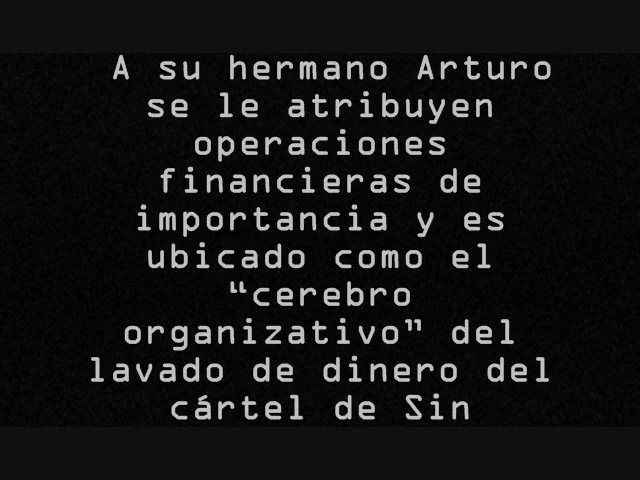 A su hermano Arturo
se le atribuyen
operaciones
financieras de
importancia y es
ubicado como el
“cerebro
organizativo” del
lavado de dinero del
cártel de Sin